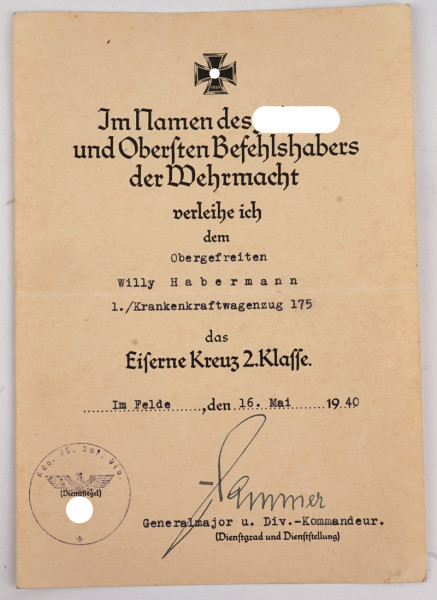 Im Namen des
und Obersten Befehlshabers
der Wehrmacht
verleihe ich
dem
Obergefreiten
Willy Habermann
1./Krankenkraftwagenzug 175
das
Eiserne Kreuz 2. Klasse.
Im Felde, den 16. Mai 1940
(Dienstsiegel)
Generalmajor u. Div.-Kommandeur.
(Dienstgrad und Dienststellung)